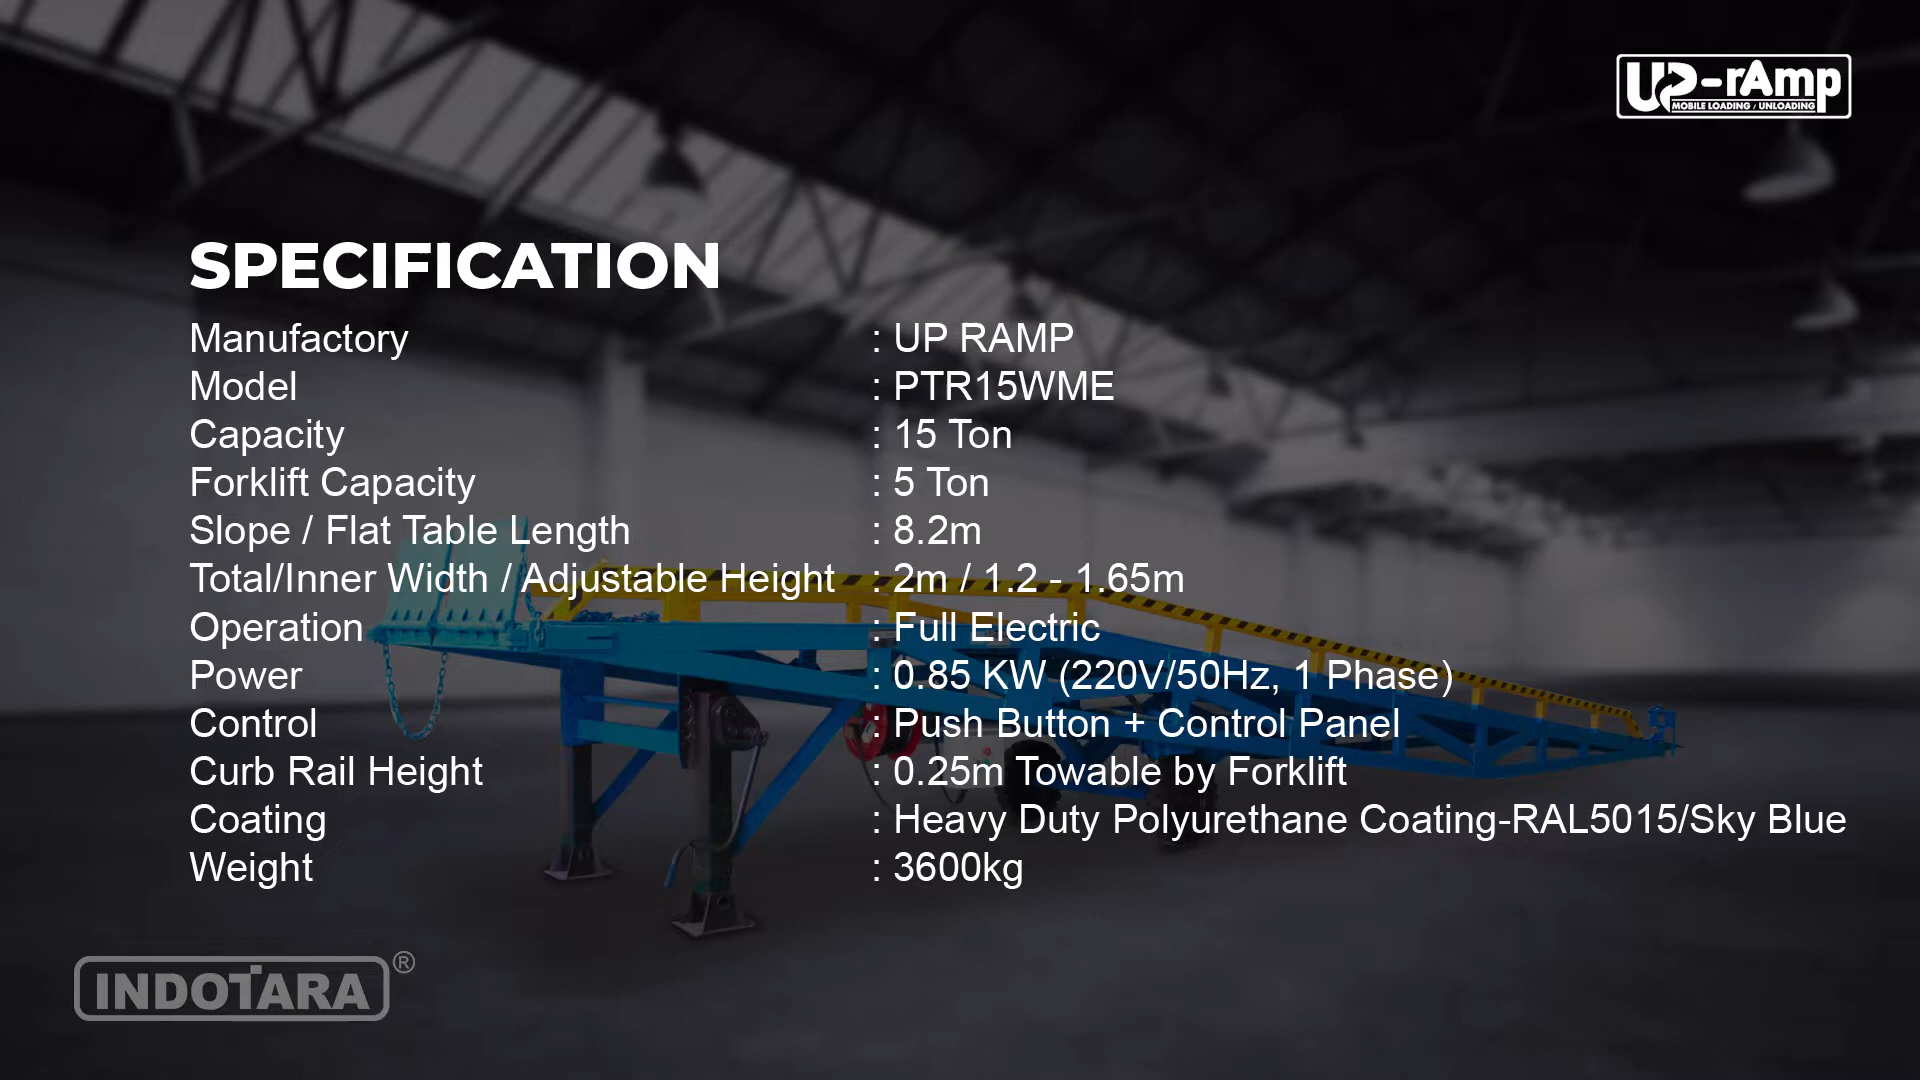 UP-rAmp
MOBILE LOADING / UNLOADING
SPECIFICATION
Manufactory : UP RAMP
Model : PTR15WME
Capacity : 15 Ton
Forklift Capacity : 5 Ton
Slope / Flat Table Length : 8.2m
Total/Inner Width / Adjustable Height : 2m / 1.2 - 1.65m
Operation : Full Electric
Power : 0.85 KW (220V/50Hz, 1 Phase)
Control : Push Button + Control Panel
Curb Rail Height : 0.25m Towable by Forklift
Coating : Heavy Duty Polyurethane Coating-RAL5015/Sky Blue
Weight : 3600kg
INDOTARA®